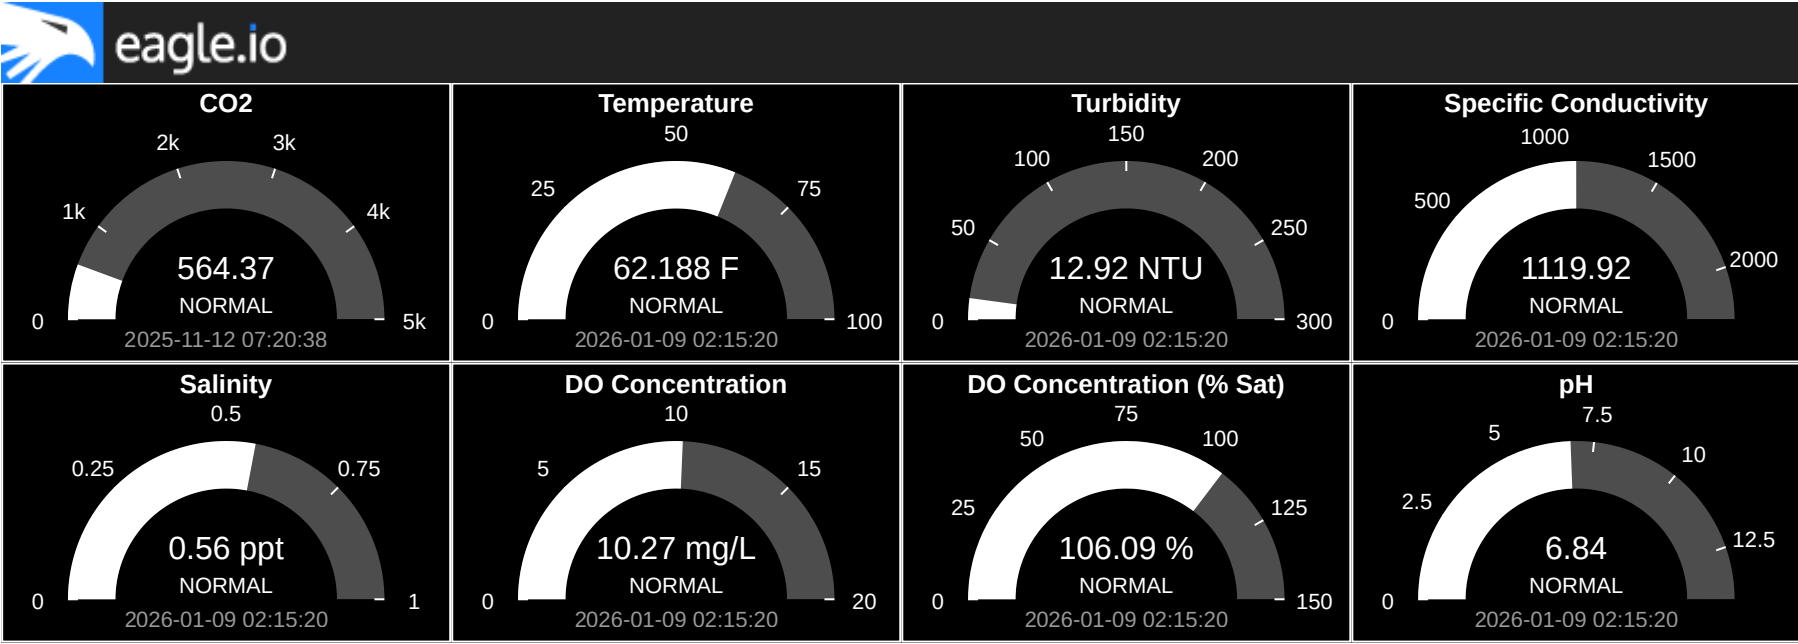 eagle.io
CO2
2k
3k
1k
4k
564.37
NORMAL
0
5k
2025-11-12 07:20:38
Temperature
50
25
75
62.188 F
NORMAL
0
100
2026-01-09 02:15:20
Turbidity
150
100
200
50
250
12.92 NTU
NORMAL
0
300
2026-01-09 02:15:20
Specific Conductivity
1000
1500
500
2000
1119.92
NORMAL
0
2026-01-09 02:15:20
Salinity
0.5
0.25
0.75
0.56 ppt
NORMAL
0
1
2026-01-09 02:15:20
DO Concentration
10
5
15
10.27 mg/L
NORMAL
0
20
2026-01-09 02:15:20
DO Concentration (% Sat)
75
50
100
25
125
106.09 %
NORMAL
0
150
2026-01-09 02:15:20
pH
7.5
5
10
2.5
12.5
6.84
NORMAL
0
2026-01-09 02:15:20